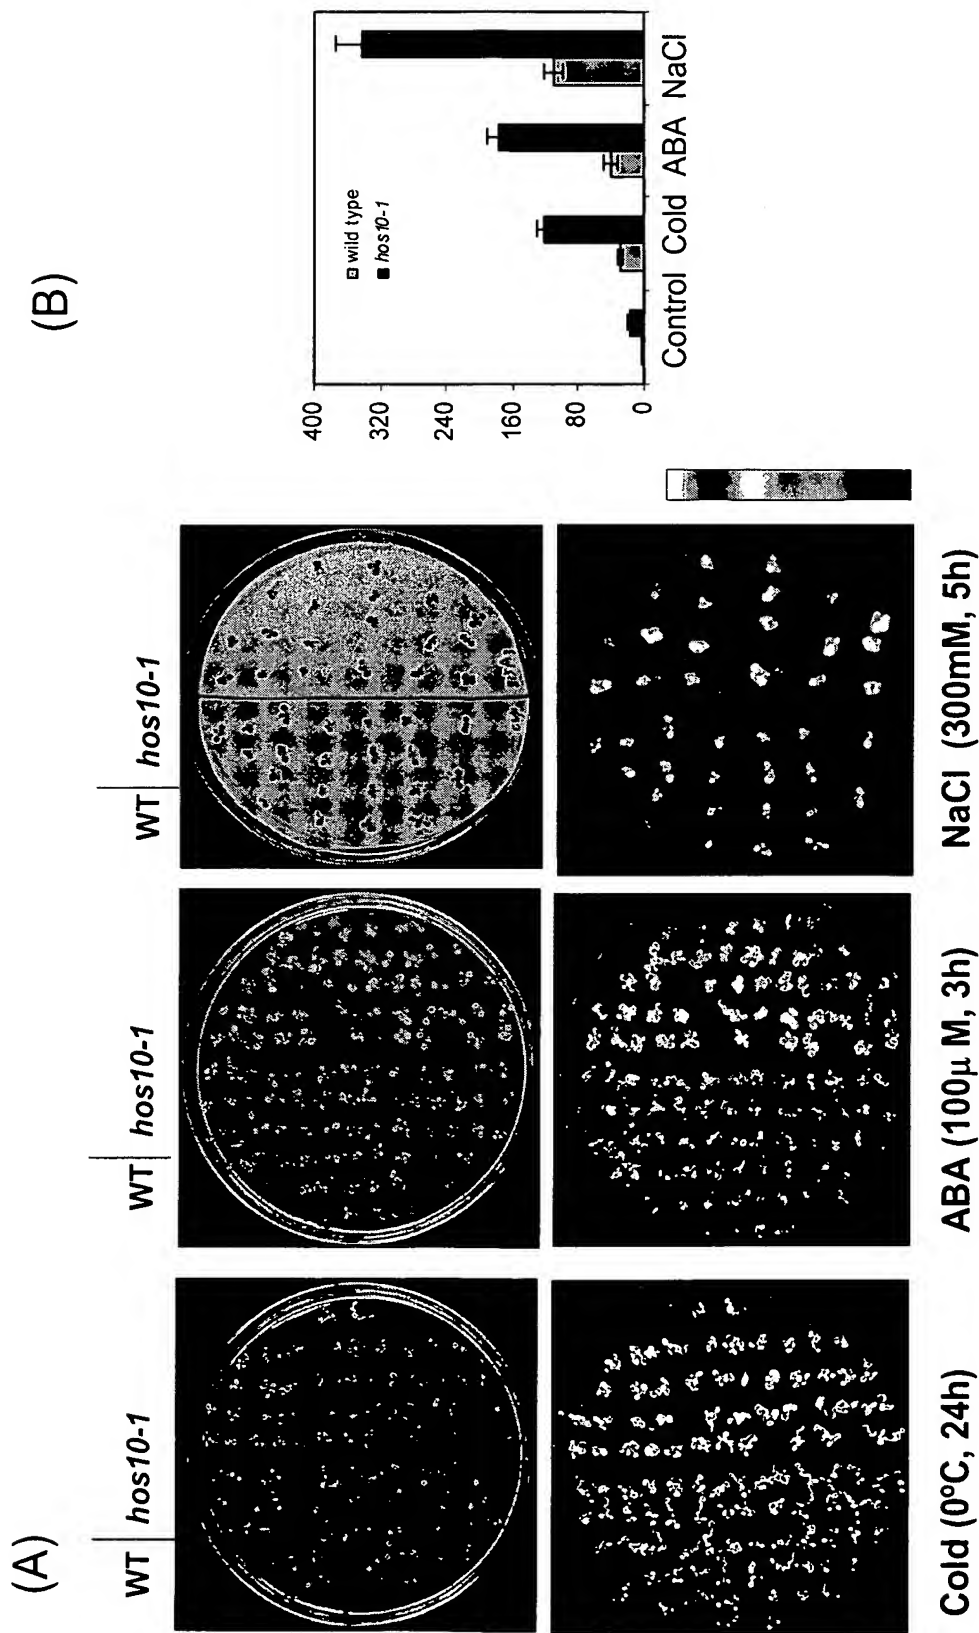 (A)
WT hos10-1
WT hos10-1
WT hos10-1
Cold (0°C, 24h)
ABA (100µ M, 3h)
NaCl (300mM, 5h)
(B)
400
320
240
160
80
0
wild type
hos10-1
Control Cold ABA NaCl